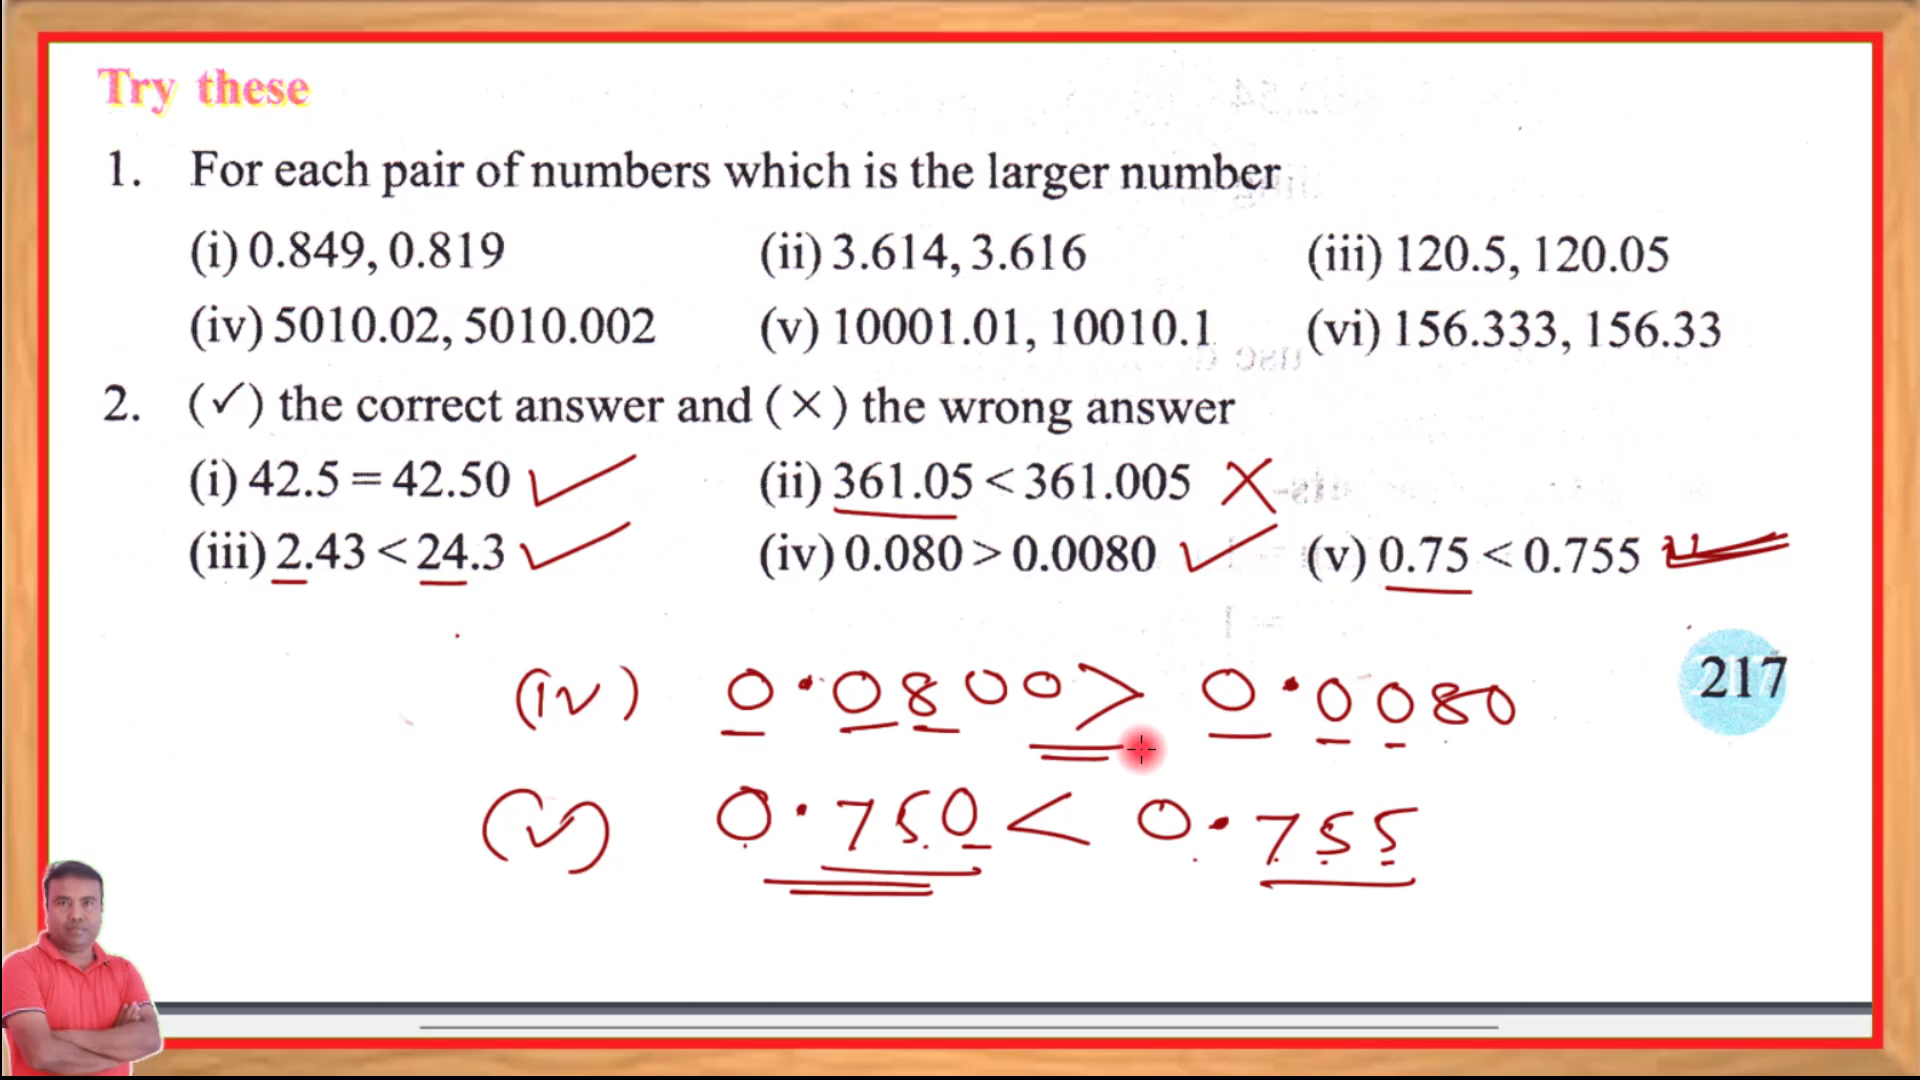 Try these
1. For each pair of numbers which is the larger number
(i) 0.849, 0.819 (ii) 3.614, 3.616 (iii) 120.5, 120.05
(iv) 5010.02, 5010.002 (v) 10001.01, 10010.1 (vi) 156.333, 156.33
2. (✓) the correct answer and (×) the wrong answer
(i) 42.5 = 42.50 ✓ (ii) 361.05 < 361.005 ×
(iii) 2.43 < 24.3 ✓ (iv) 0.080 > 0.0080 ✓ (v) 0.75 < 0.755 ✓
217
(iv) 0.0800 > 0.0080
(v) 0.750 < 0.755